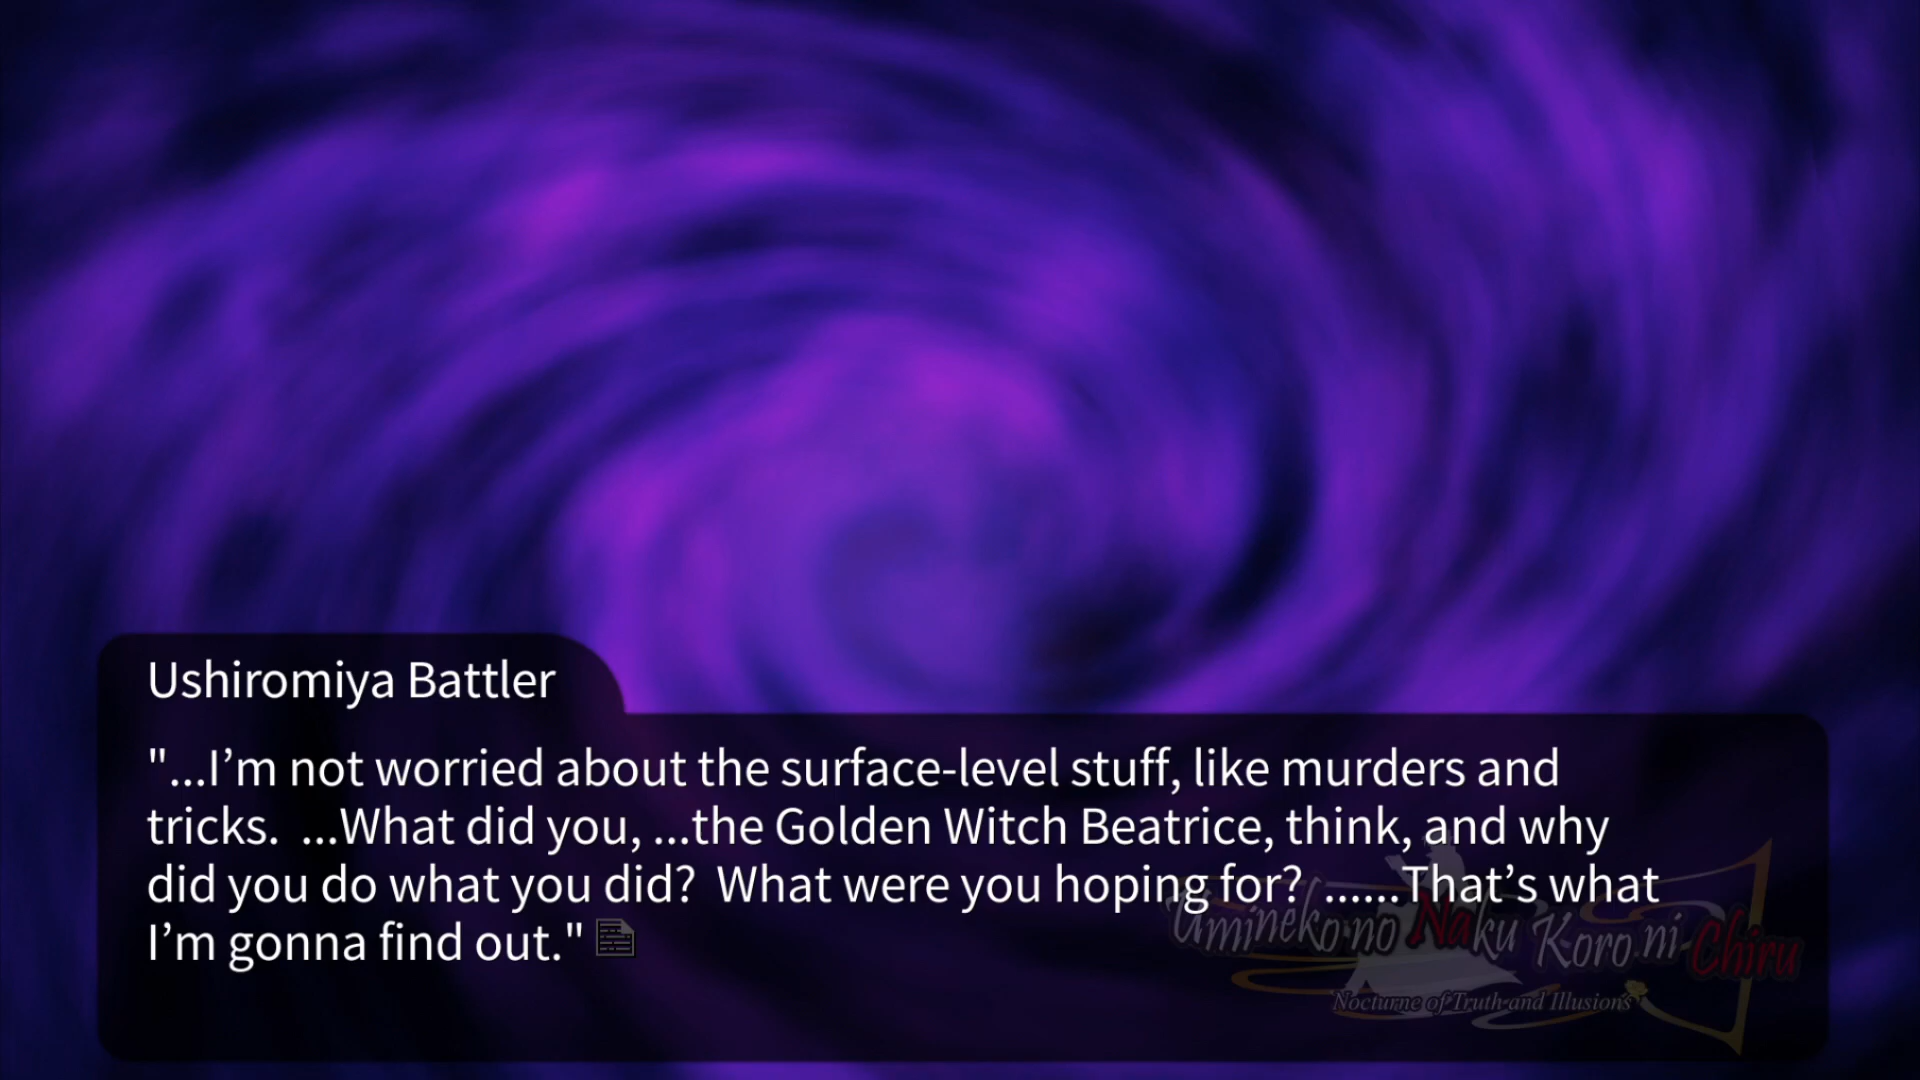 Ushiromiya Battler
"...I’m not worried about the surface-level stuff, like murders and
tricks.  ...What did you, ...the Golden Witch Beatrice, think, and why
did you do what you did?  What were you hoping for?  ......That’s what
I’m gonna find out."
Umineko no Naku Koro ni Chiru
Nocturne of Truth and Illusions